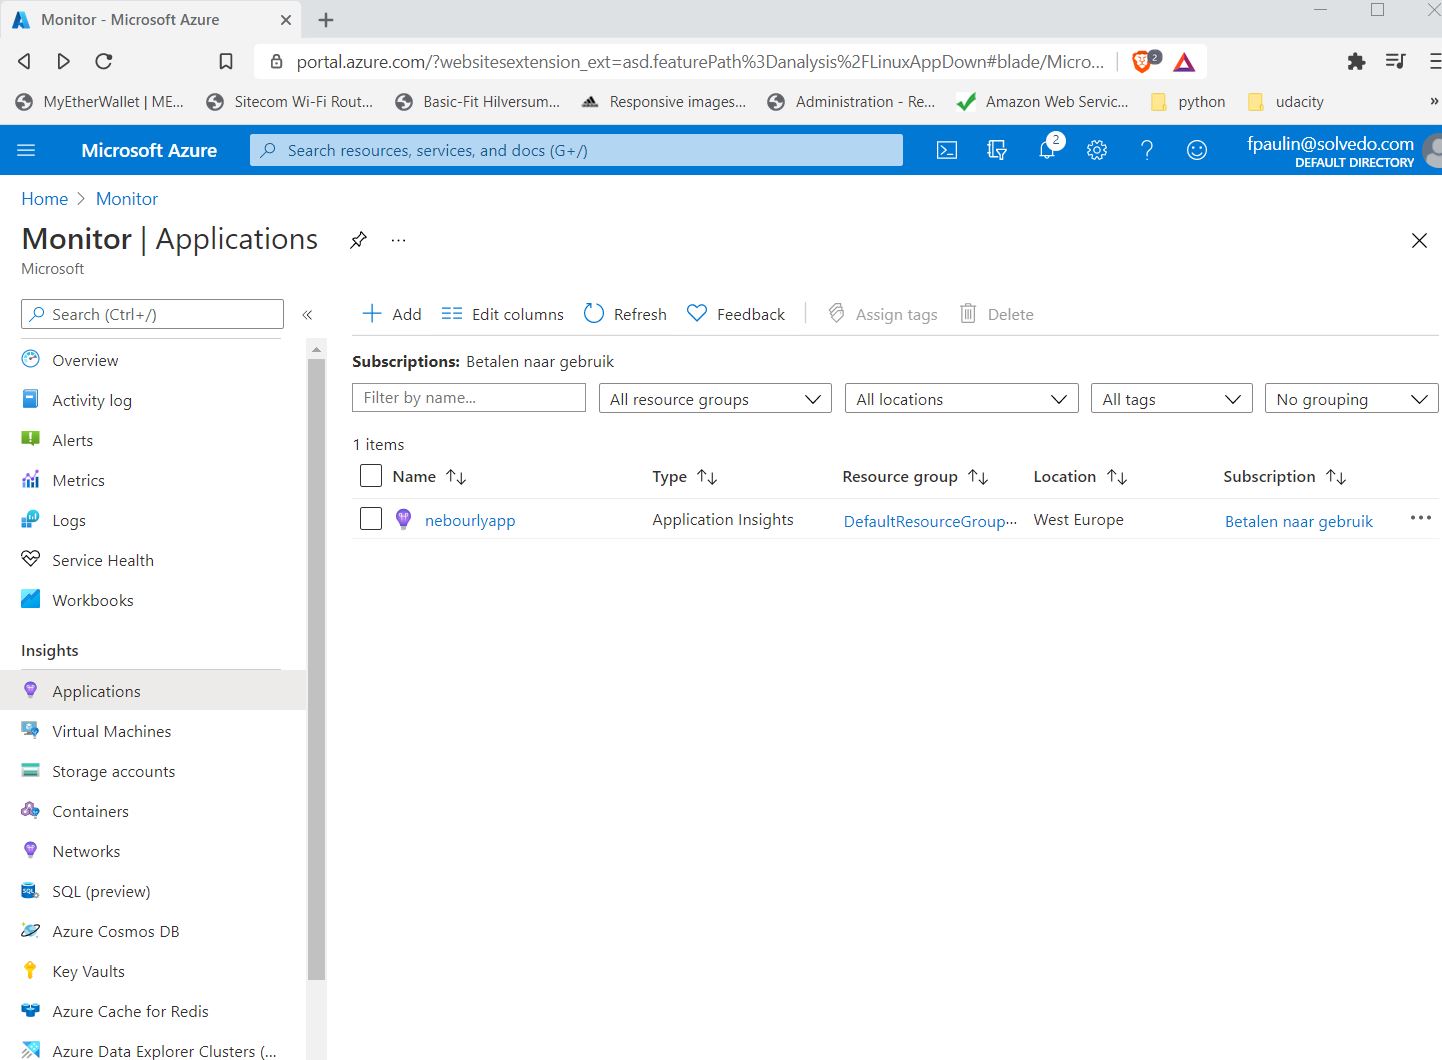 Monitor - Microsoft Azure
portal.azure.com/?websitesextension_ext=asd.featurePath%3Danalysis%2FLinuxAppDown#blade/Micro...
2
MyEtherWallet | ME...
Sitecom Wi-Fi Rout...
Basic-Fit Hilversum...
Responsive images...
Administration - Re...
Amazon Web Servic...
python
udacity
»
Microsoft Azure
Search resources, services, and docs (G+/)
2
fpaulin@solvedo.com
DEFAULT DIRECTORY
Home > Monitor
Monitor | Applications
...
Microsoft
Search (Ctrl+/)
«
Add
Edit columns
Refresh
Feedback
Assign tags
Delete
Overview
Activity log
Alerts
Metrics
Logs
Service Health
Workbooks
Insights
Applications
Virtual Machines
Storage accounts
Containers
Networks
SQL (preview)
Azure Cosmos DB
Key Vaults
Azure Cache for Redis
Azure Data Explorer Clusters (...
Subscriptions: Betalen naar gebruik
Filter by name...
All resource groups
All locations
All tags
No grouping
1 items
Name
Type
Resource group
Location
Subscription
nebourlyapp
Application Insights
DefaultResourceGroup...
West Europe
Betalen naar gebruik
...